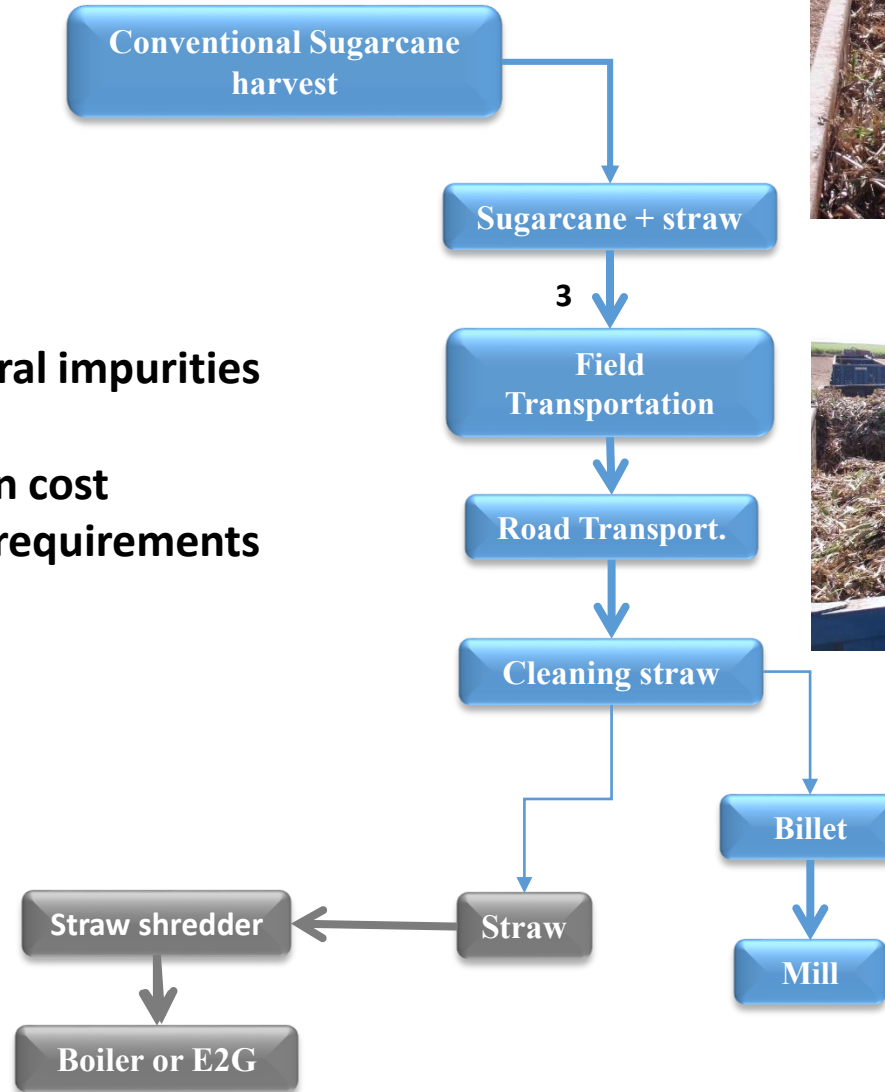 Conventional Sugarcane
harvest
Sugarcane + straw
3
Field
Transportation
Road Transport.
Cleaning straw
Billet
Mill
Straw
Straw shredder
Boiler or E2G
ral impurities
n cost
requirements